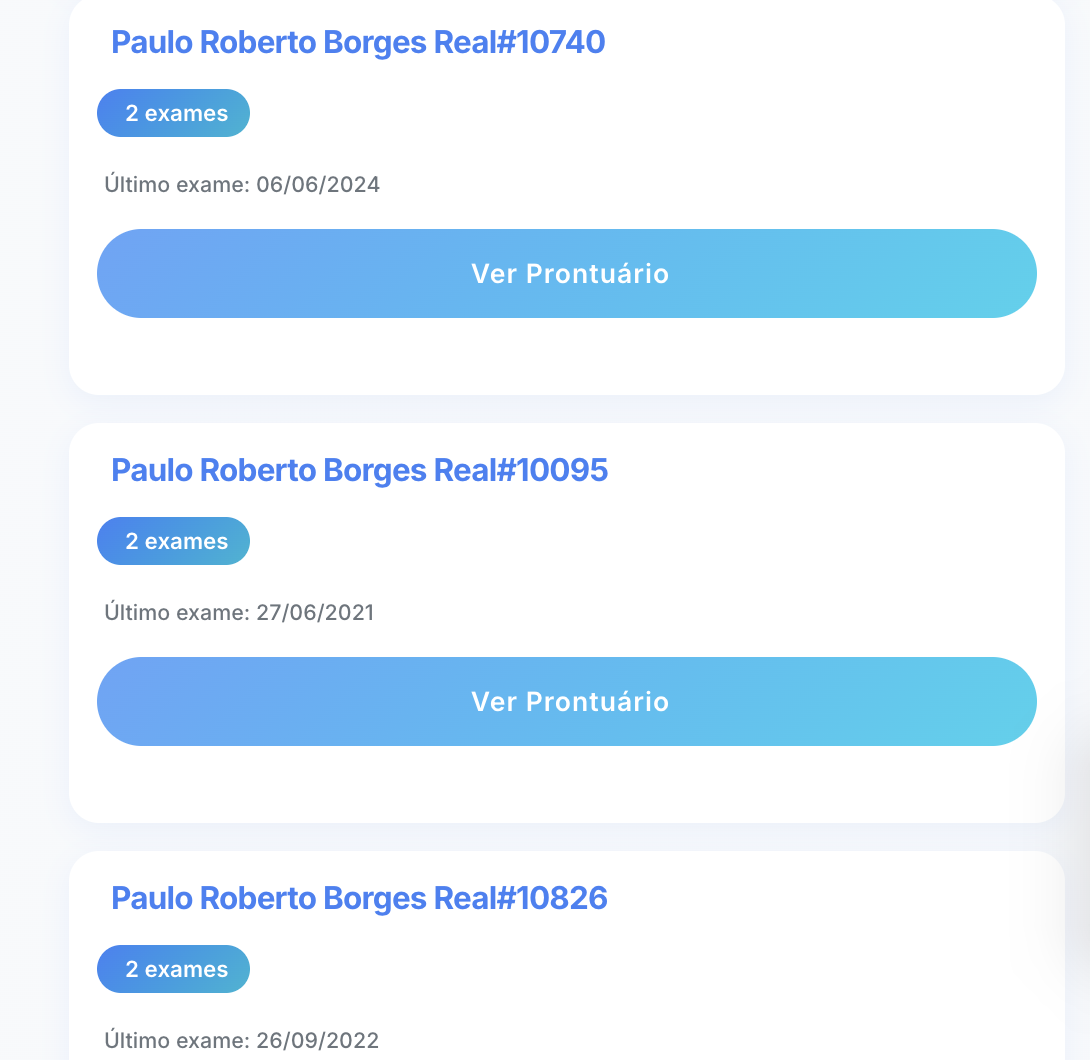 Paulo Roberto Borges Real#10740
2 exames
Último exame: 06/06/2024
Ver Prontuário
Paulo Roberto Borges Real#10095
2 exames
Último exame: 27/06/2021
Ver Prontuário
Paulo Roberto Borges Real#10826
2 exames
Último exame: 26/09/2022